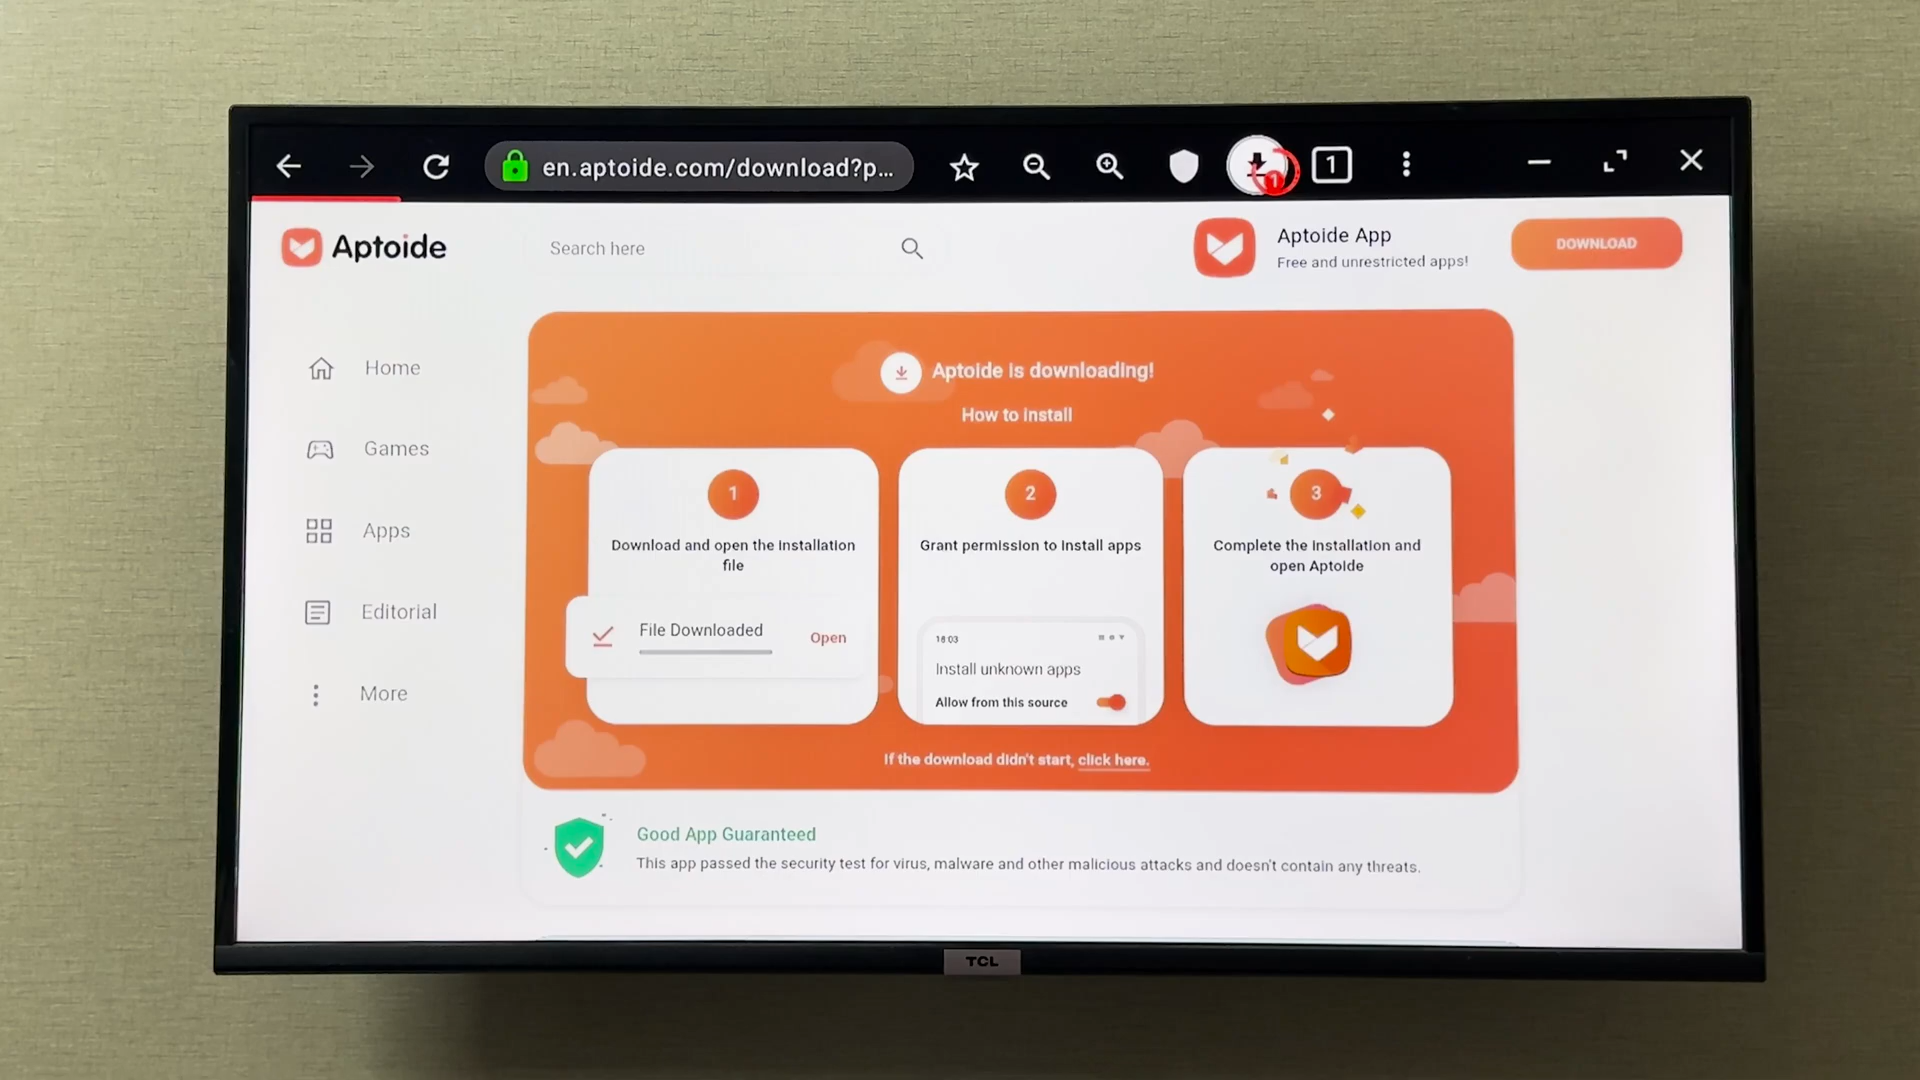 en.aptoide.com/download?p...
1
1
Aptoide
Search here
Aptoide App
Free and unrestricted apps!
DOWNLOAD
Home
Games
Apps
Editorial
More
Aptoide is downloading!
How to install
1
Download and open the installation
file
File Downloaded
Open
2
Grant permission to install apps
18 03
Install unknown apps
Allow from this source
3
Complete the installation and
open Aptoide
If the download didn't start, click here.
Good App Guaranteed
This app passed the security test for virus, malware and other malicious attacks and doesn't contain any threats.
TCL